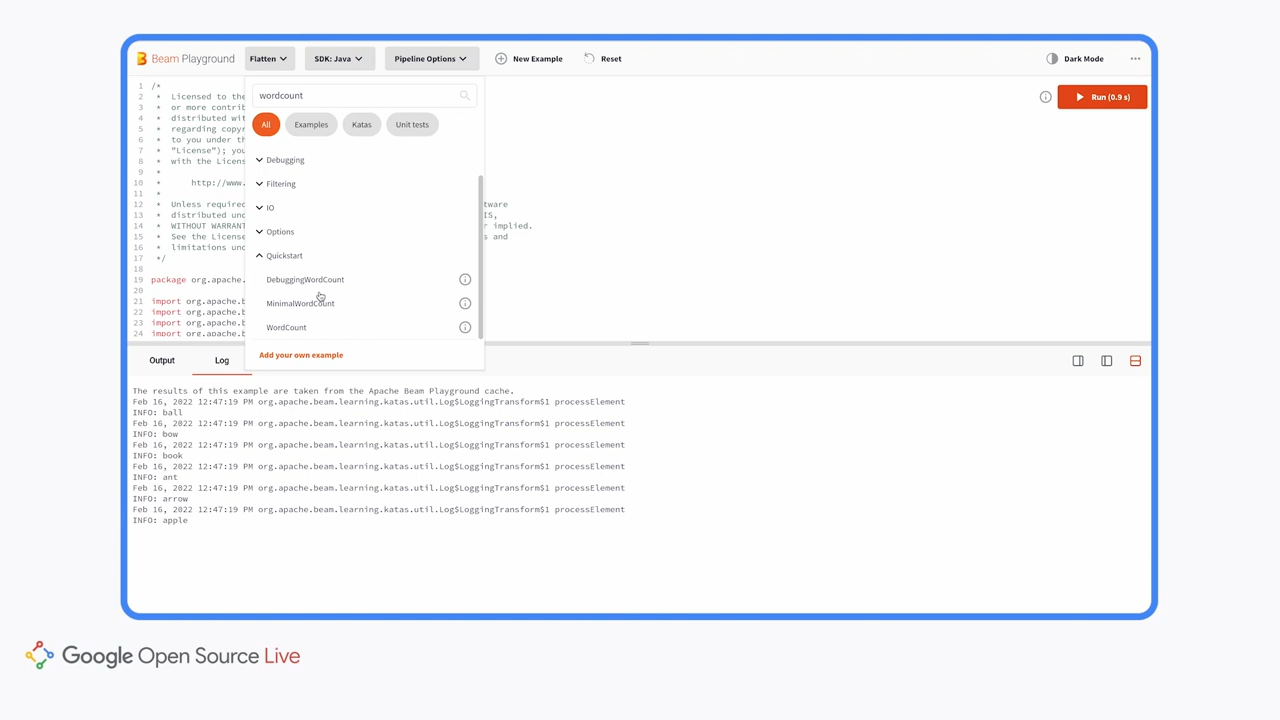 Beam Playground
Flatten
SDK: Java
Pipeline Options
New Example
Reset
Dark Mode
Run (0.9 s)
wordcount
All
Examples
Katas
Unit tests
Debugging
Filtering
IO
Options
Quickstart
DebuggingWordCount
MinimalWordCount
WordCount
Add your own example
1 /*
2 * Licensed to the
3 * or more contrib
4 * distributed wit
5 * regarding copyr
6 * to you under th
7 * "License"); you
8 * with the Licens
9 *
10 * http://www.
11 *
12 * Unless require tware
13 * distributed un IS,
14 * WITHOUT WARRANT r implied.
15 * See the License s and
16 * limitations und
17 */
18
19 package org.apache.
20
21 import org.apache.b
22 import org.apache.b
23 import org.apache.b
24 import org.apache.b
Output
Log
The results of this example are taken from the Apache Beam Playground cache.
Feb 16, 2022 12:47:19 PM org.apache.beam.learning.katas.util.Log$LoggingTransform$1 processElement
INFO: ball
Feb 16, 2022 12:47:19 PM org.apache.beam.learning.katas.util.Log$LoggingTransform$1 processElement
INFO: bow
Feb 16, 2022 12:47:19 PM org.apache.beam.learning.katas.util.Log$LoggingTransform$1 processElement
INFO: book
Feb 16, 2022 12:47:19 PM org.apache.beam.learning.katas.util.Log$LoggingTransform$1 processElement
INFO: ant
Feb 16, 2022 12:47:19 PM org.apache.beam.learning.katas.util.Log$LoggingTransform$1 processElement
INFO: arrow
Feb 16, 2022 12:47:19 PM org.apache.beam.learning.katas.util.Log$LoggingTransform$1 processElement
INFO: apple
Google Open Source Live